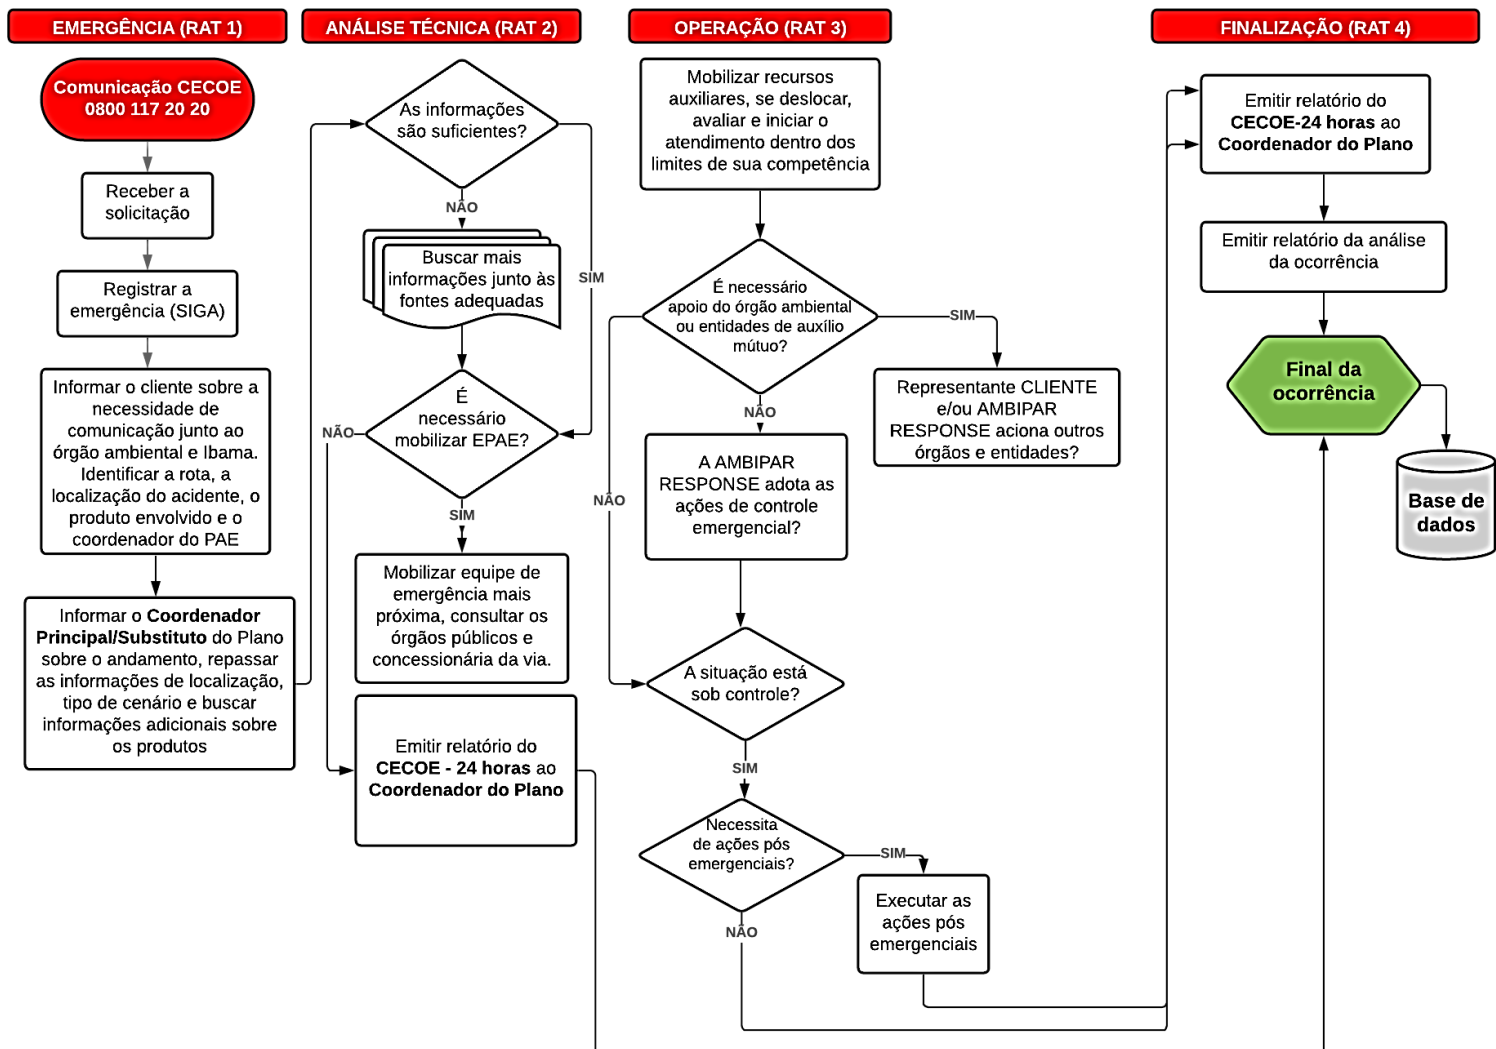 EMERGÊNCIA (RAT 1)
Comunicação CECOE
0800 117 20 20
Receber a
solicitação
Registrar a
emergência (SIGA)
Informar o cliente sobre a
necessidade de
comunicação junto ao
órgão ambiental e Ibama.
Identificar a rota, a
localização do acidente, o
produto envolvido e o
coordenador do PAE
Informar o Coordenador
Principal/Substituto do Plano
sobre o andamento, repassar
as informações de localização,
tipo de cenário e buscar
informações adicionais sobre
os produtos
ANÁLISE TÉCNICA (RAT 2)
As informações
são suficientes?
NÃO
SIM
Buscar mais
informações junto às
fontes adequadas
É
necessário
mobilizar EPAE?
NÃO
SIM
Mobilizar equipe de
emergência mais
próxima, consultar os
órgãos públicos e
concessionária da via.
Emitir relatório do
CECOE - 24 horas ao
Coordenador do Plano
OPERAÇÃO (RAT 3)
Mobilizar recursos
auxiliares, se deslocar,
avaliar e iniciar o
atendimento dentro dos
limites de sua competência
É necessário
apoio do órgão ambiental
ou entidades de auxílio
mútuo?
SIM
NÃO
NÃO
Representante CLIENTE
e/ou AMBIPAR
RESPONSE aciona outros
órgãos e entidades?
A AMBIPAR
RESPONSE adota as
ações de controle
emergencial?
A situação está
sob controle?
SIM
Necessita
de ações pós
emergenciais?
SIM
NÃO
Executar as
ações pós
emergenciais
FINALIZAÇÃO (RAT 4)
Emitir relatório do
CECOE-24 horas ao
Coordenador do Plano
Emitir relatório da análise
da ocorrência
Final da
ocorrência
Base de
dados